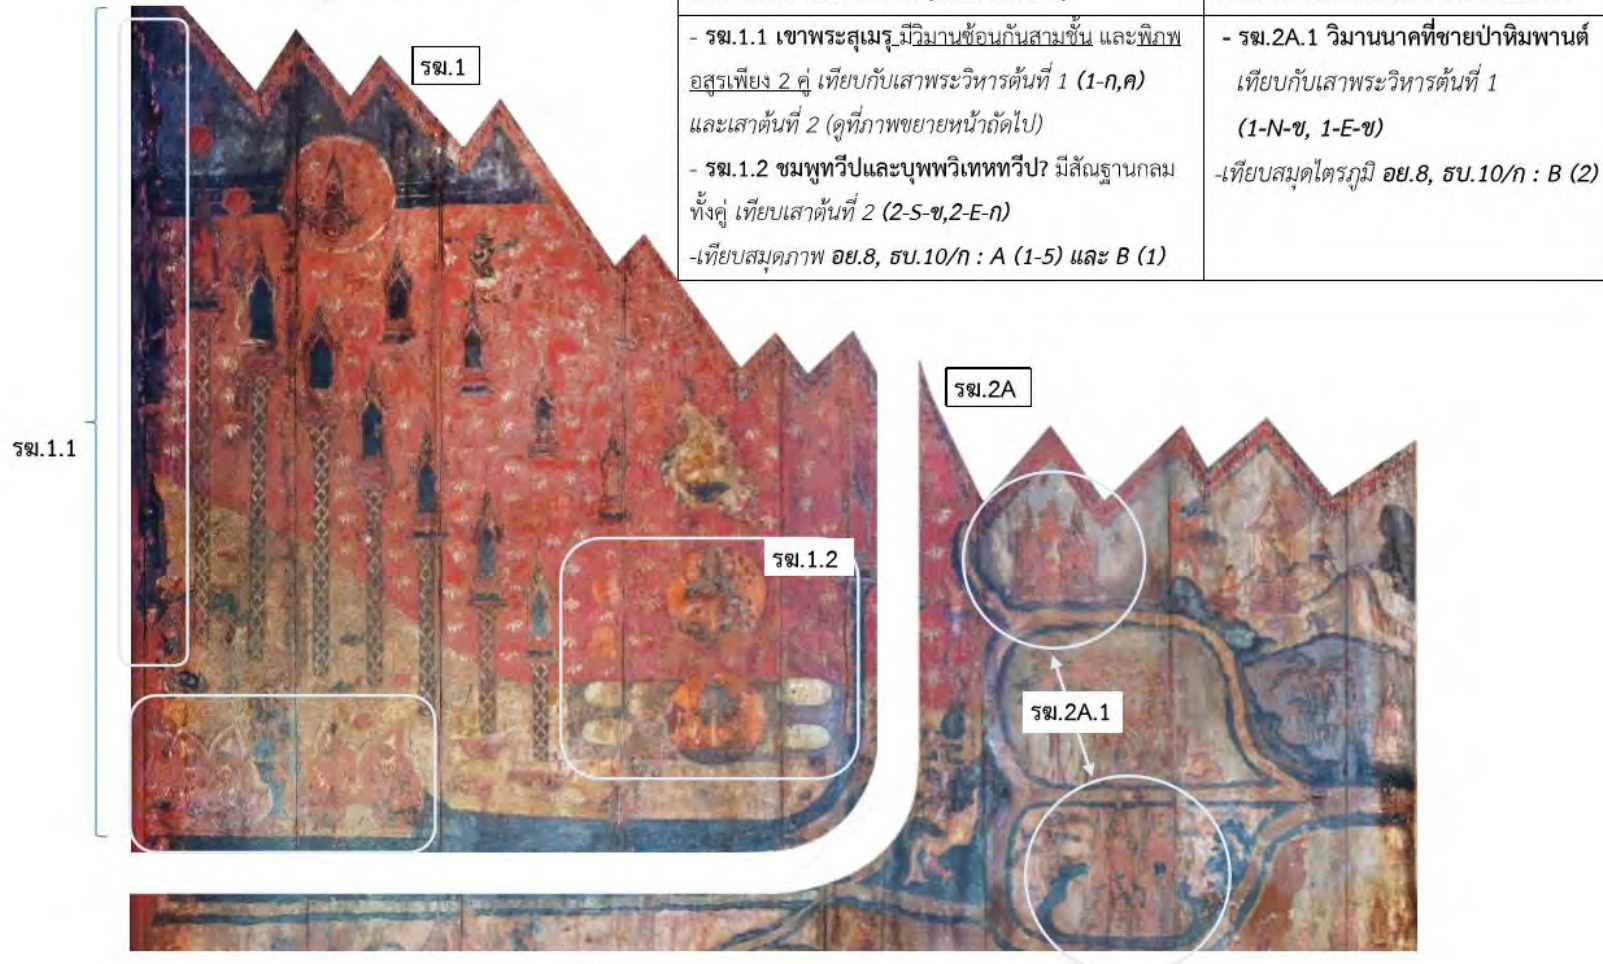 - รฆ.1.1 เขาพระสุเมรุ มีวิมานซ้อนกันสามชั้น และพิภพ
อสูรเพียง 2 คู่ เทียบกับเสาพระวิหารต้นที่ 1 (1-ก,ค)
และเสาต้นที่ 2 (ดูที่ภาพขยายหน้าถัดไป)
- รฆ.1.2 ชมพูทวีปและบุพพวิเทหทวีป? มีสัณฐานกลม
ทั้งคู่ เทียบเสาต้นที่ 2 (2-S-ข,2-E-ก)
-เทียบสมุดภาพ อย.8, ธบ.10/ก : A (1-5) และ B (1)
- รฆ.2A.1 วิมานนาคที่ชายป่าหิมพานต์
เทียบกับเสาพระวิหารต้นที่ 1
(1-N-ข, 1-E-ข)
-เทียบสมุดไตรภูมิ อย.8, ธบ.10/ก : B (2)
รฆ.1
รฆ.2A
รฆ.1.1
รฆ.1.2
รฆ.2A.1